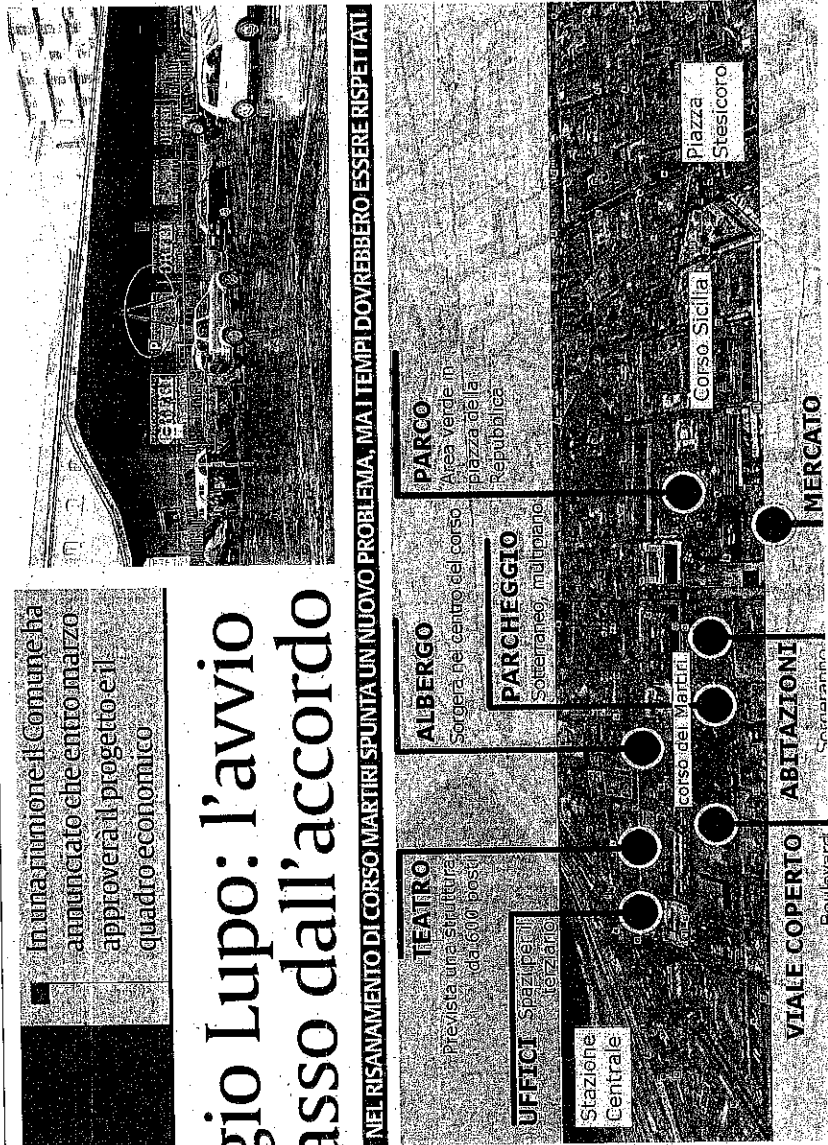 In una riunione il Comune ha
annunciato che entro marzo
approverà il progetto e il
quadro economico
gio Lupo: l'avvio
asso dall'accordo
NEL RISANAMENTO DI CORSO MARTIRI SPUNTA UN NUOVO PROBLEMA, MA I TEMPI DOVREBBERO ESSERE RISPETTATI
UFFICI Spazi per il
terziario
TEATRO
Prevista una struttura
da 600 posti
ALBERGO
Sorgerà nel centro del corso
PARCHEGGIO
Sotterraneo, multipiano
PARCO
Area verde in
piazza della
Repubblica
Stazione
Centrale
corso dei Martiri
Corso Sicilia
Piazza
Stesicoro
VIALE COPERTO
Boulevard
ABITAZIONI
Sorgeranno
MERCATO